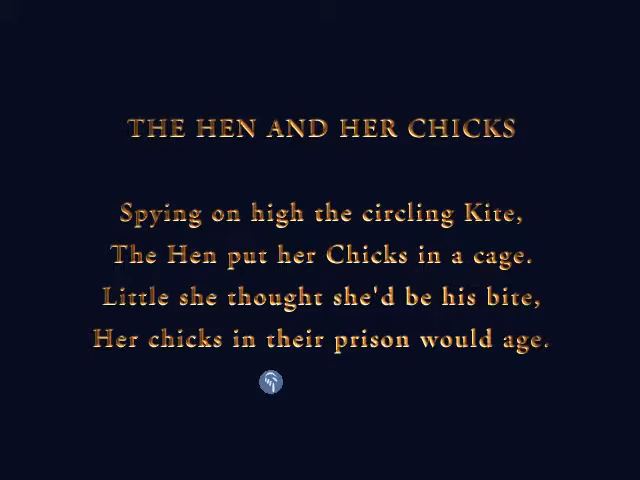 THE HEN AND HER CHICKS
Spying on high the circling Kite,
The Hen put her Chicks in a cage.
Little she thought she'd be his bite,
Her chicks in their prison would age.